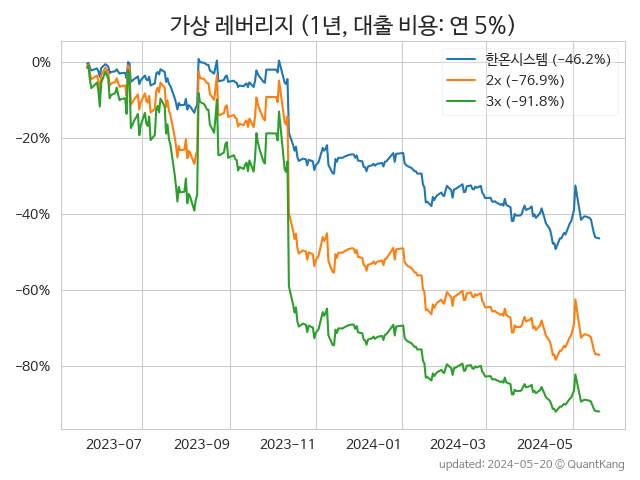 가상 레버리지 (1년, 대출 비용: 연 5%)
한온시스템 (−46.2%)
2x (−76.9%)
3x (−91.8%)
0%
−20%
−40%
−60%
−80%
2023−07 2023−09 2023−11 2024−01 2024−03 2024−05
updated: 2024−05−20 © QuantKang